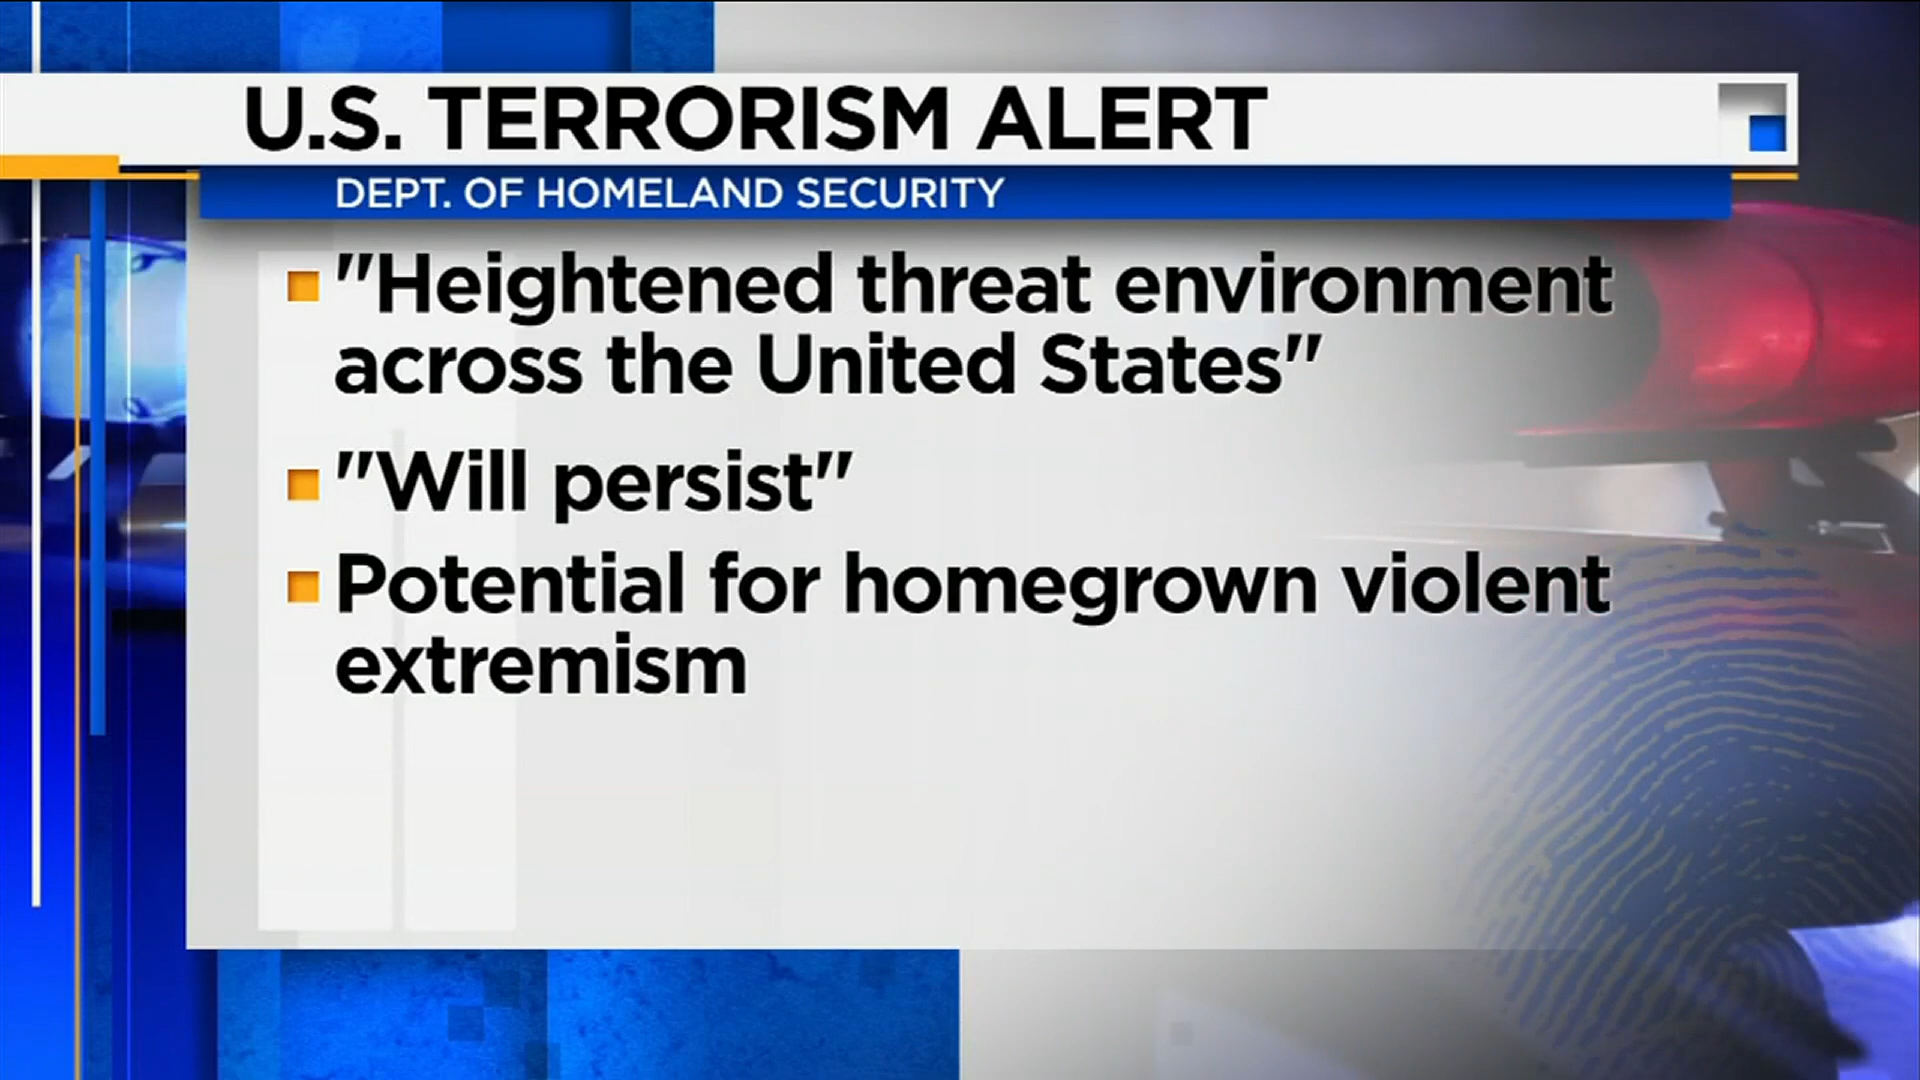 U.S. TERRORISM ALERT
DEPT. OF HOMELAND SECURITY
"Heightened threat environment
across the United States"
"Will persist"
Potential for homegrown violent
extremism